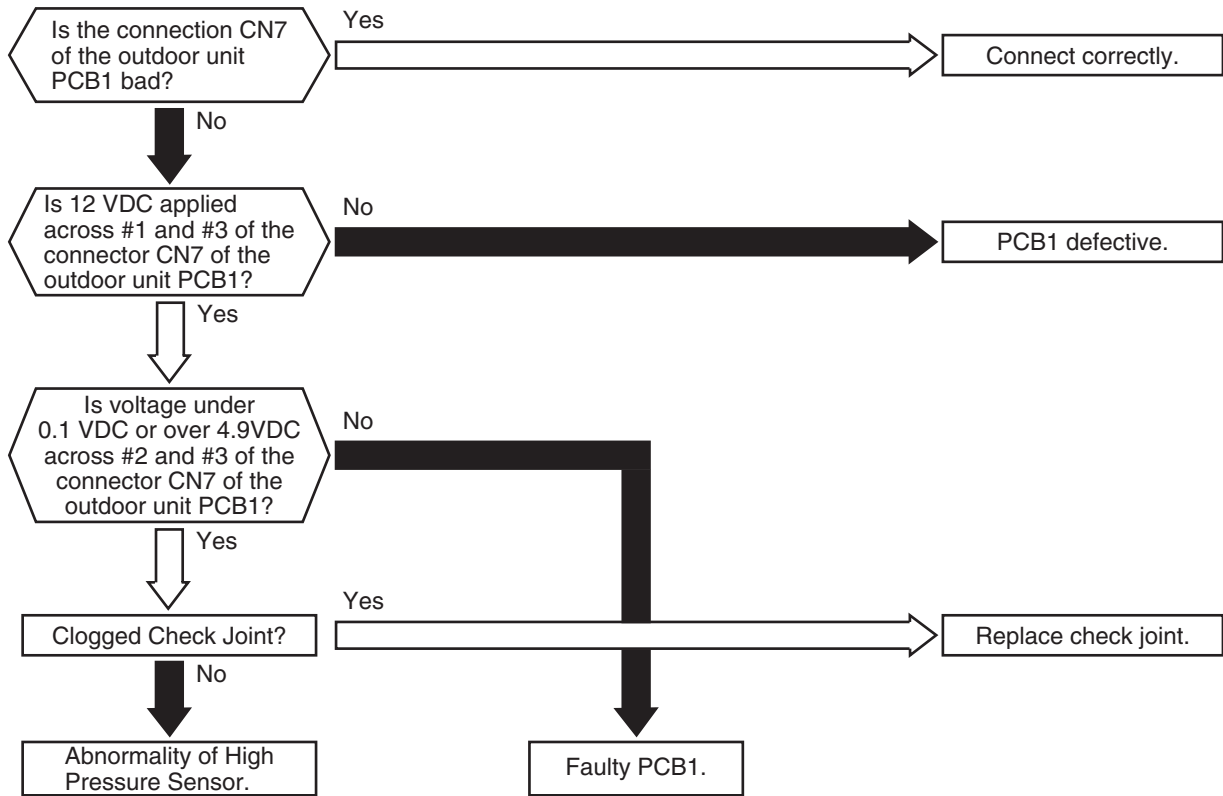 Is the connection CN7
of the outdoor unit
PCB1 bad?
Yes
Connect correctly.
No
Is 12 VDC applied
across #1 and #3 of the
connector CN7 of the
outdoor unit PCB1?
No
PCB1 defective.
Yes
Is voltage under
0.1 VDC or over 4.9VDC
across #2 and #3 of the
connector CN7 of the
outdoor unit PCB1?
No
Yes
Clogged Check Joint?
Yes
Replace check joint.
No
Abnormality of High
Pressure Sensor.
Faulty PCB1.